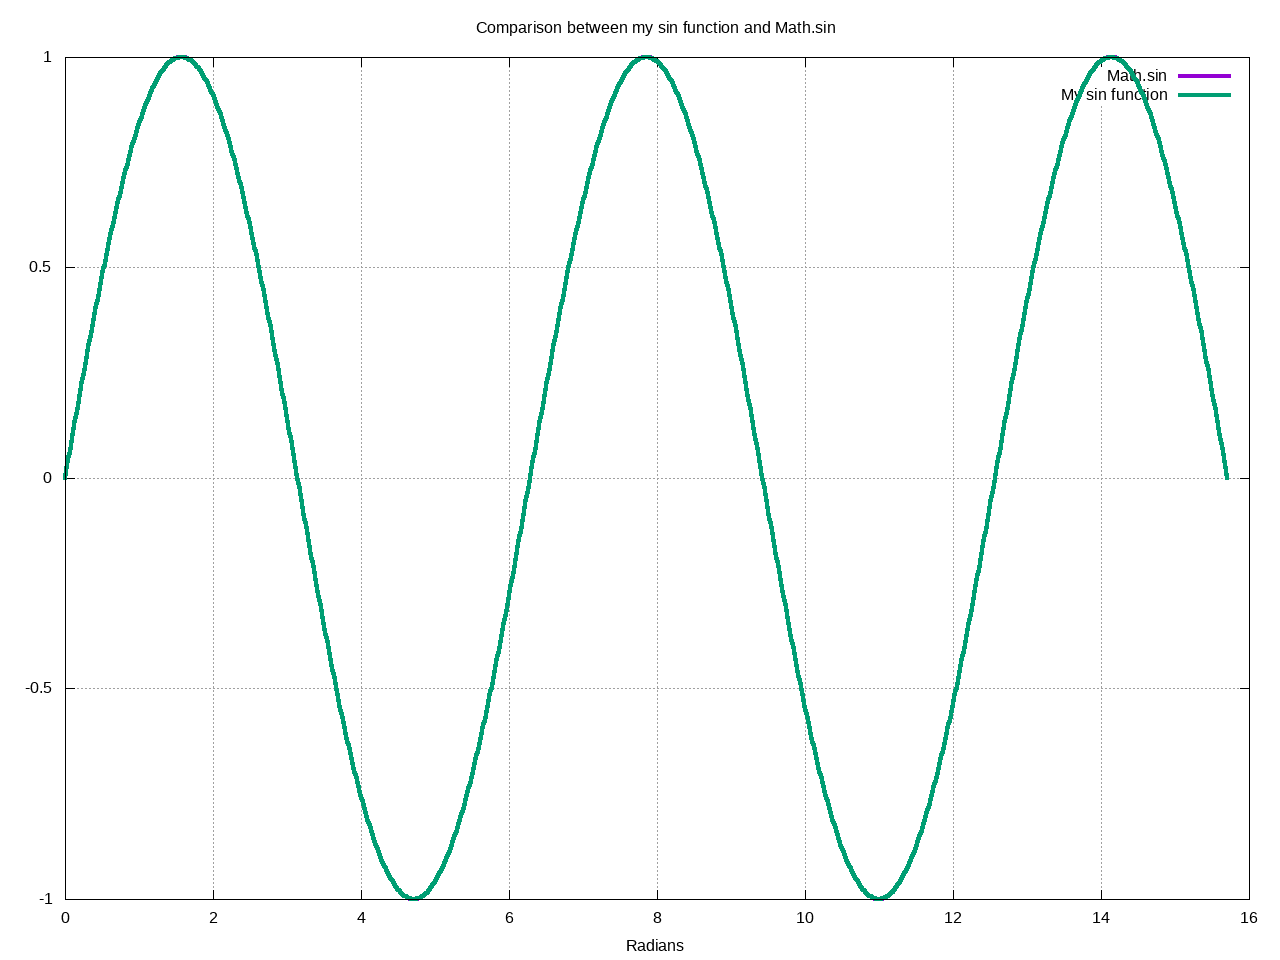 Comparison between my sin function and Math.sin
1
Math.sin
My sin function
0.5
0
-0.5
-1
0 2 4 6 8 10 12 14 16
Radians